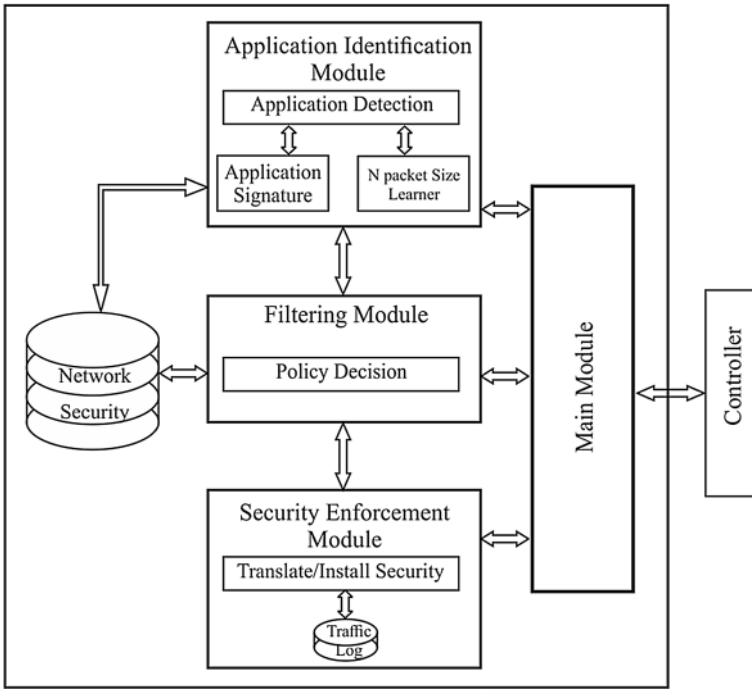 Application Identification
Module
Application Detection
Application
Signature
N packet Size
Learner
Filtering Module
Policy Decision
Network
Security
Security Enforcement
Module
Translate/Install Security
Traffic
Log
Main Module
Controller